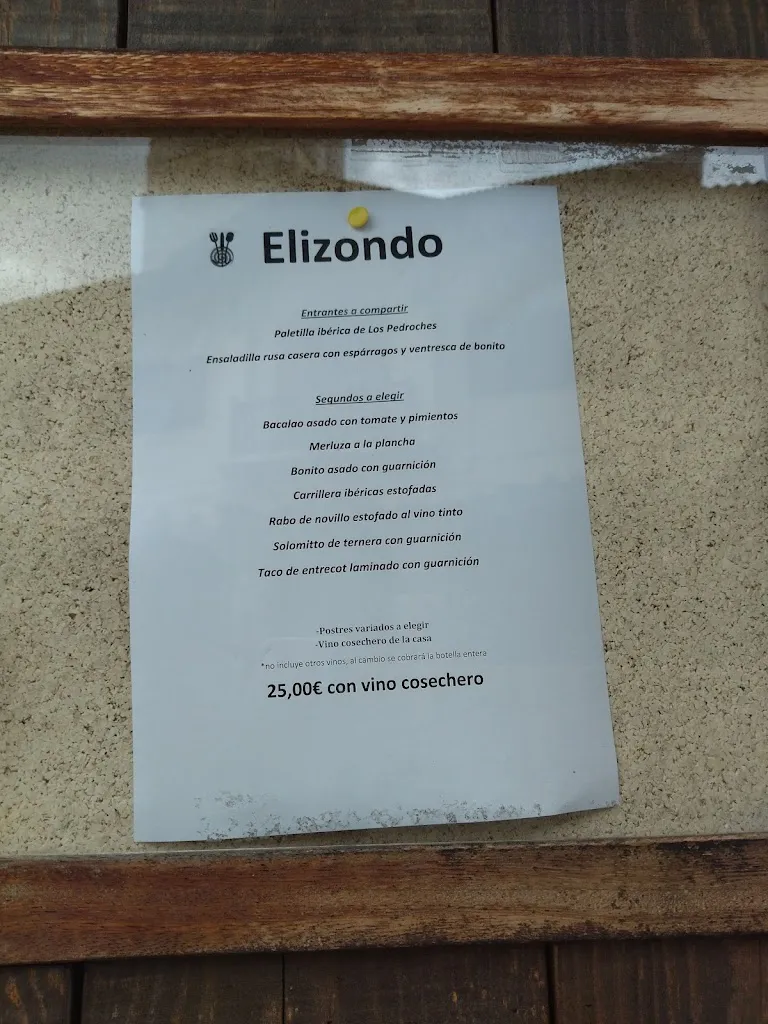 Elizondo
Entrantes a compartir
Paletilla ibérica de Los Pedroches
Ensaladilla rusa casera con espárragos y ventresca de bonito
Segundos a elegir
Bacalao asado con tomate y pimientos
Merluza a la plancha
Bonito asado con guarnición
Carrillera ibéricas estofadas
Rabo de novillo estofado al vino tinto
Solomitto de ternera con guarnición
Taco de entrecot laminado con guarnición
-Postres variados a elegir
-Vino cosechero de la casa
*no incluye otros vinos, al cambio se cobrará la botella entera
25,00€ con vino cosechero